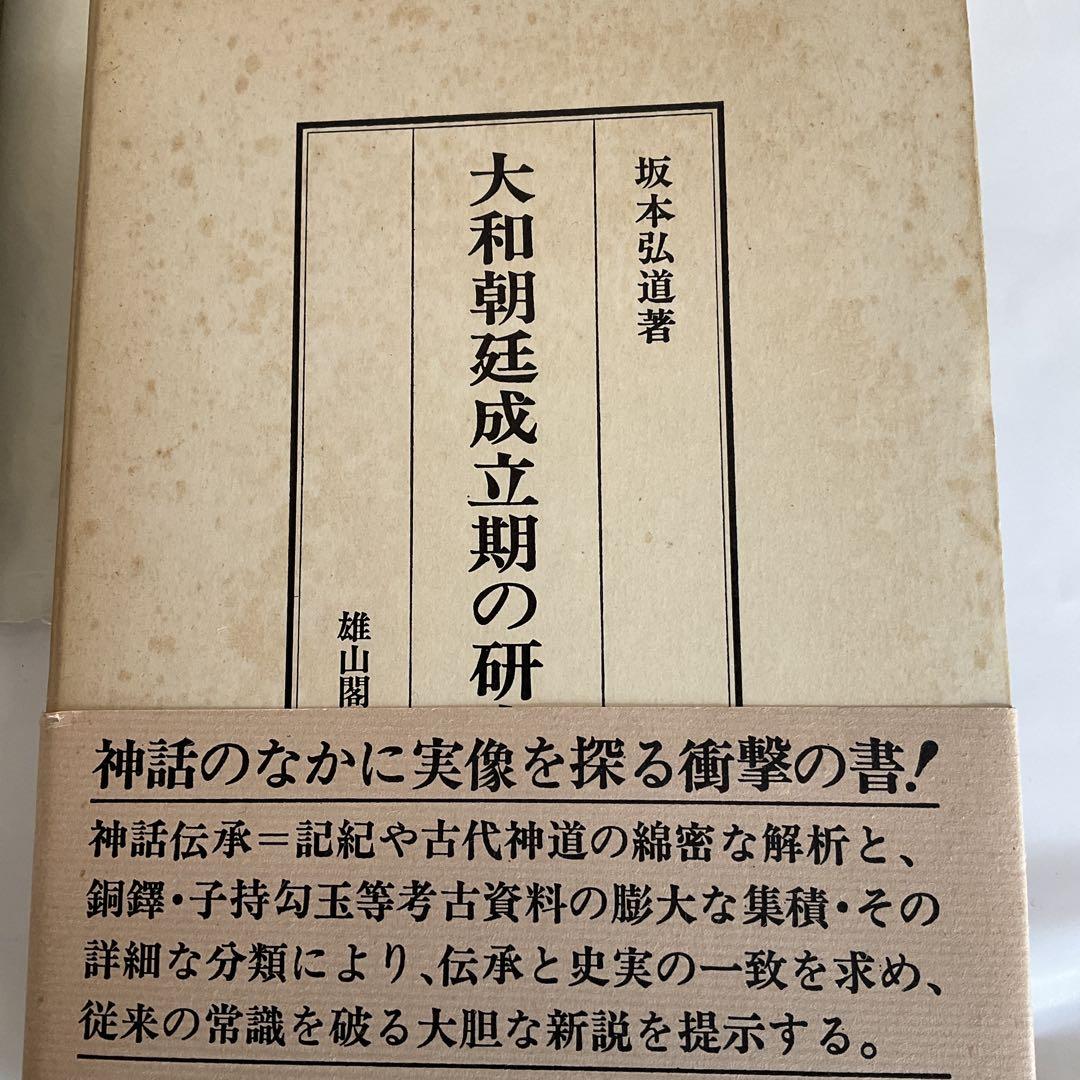 坂本弘道著
大和朝廷成立期の研
雄山閣
神話のなかに実像を探る衝撃の書!
神話伝承=記紀や古代神道の綿密な解析と、
銅鐸・子持勾玉等考古資料の膨大な集積・その
詳細な分類により、伝承と史実の一致を求め、
従来の常識を破る大胆な新説を提示する。